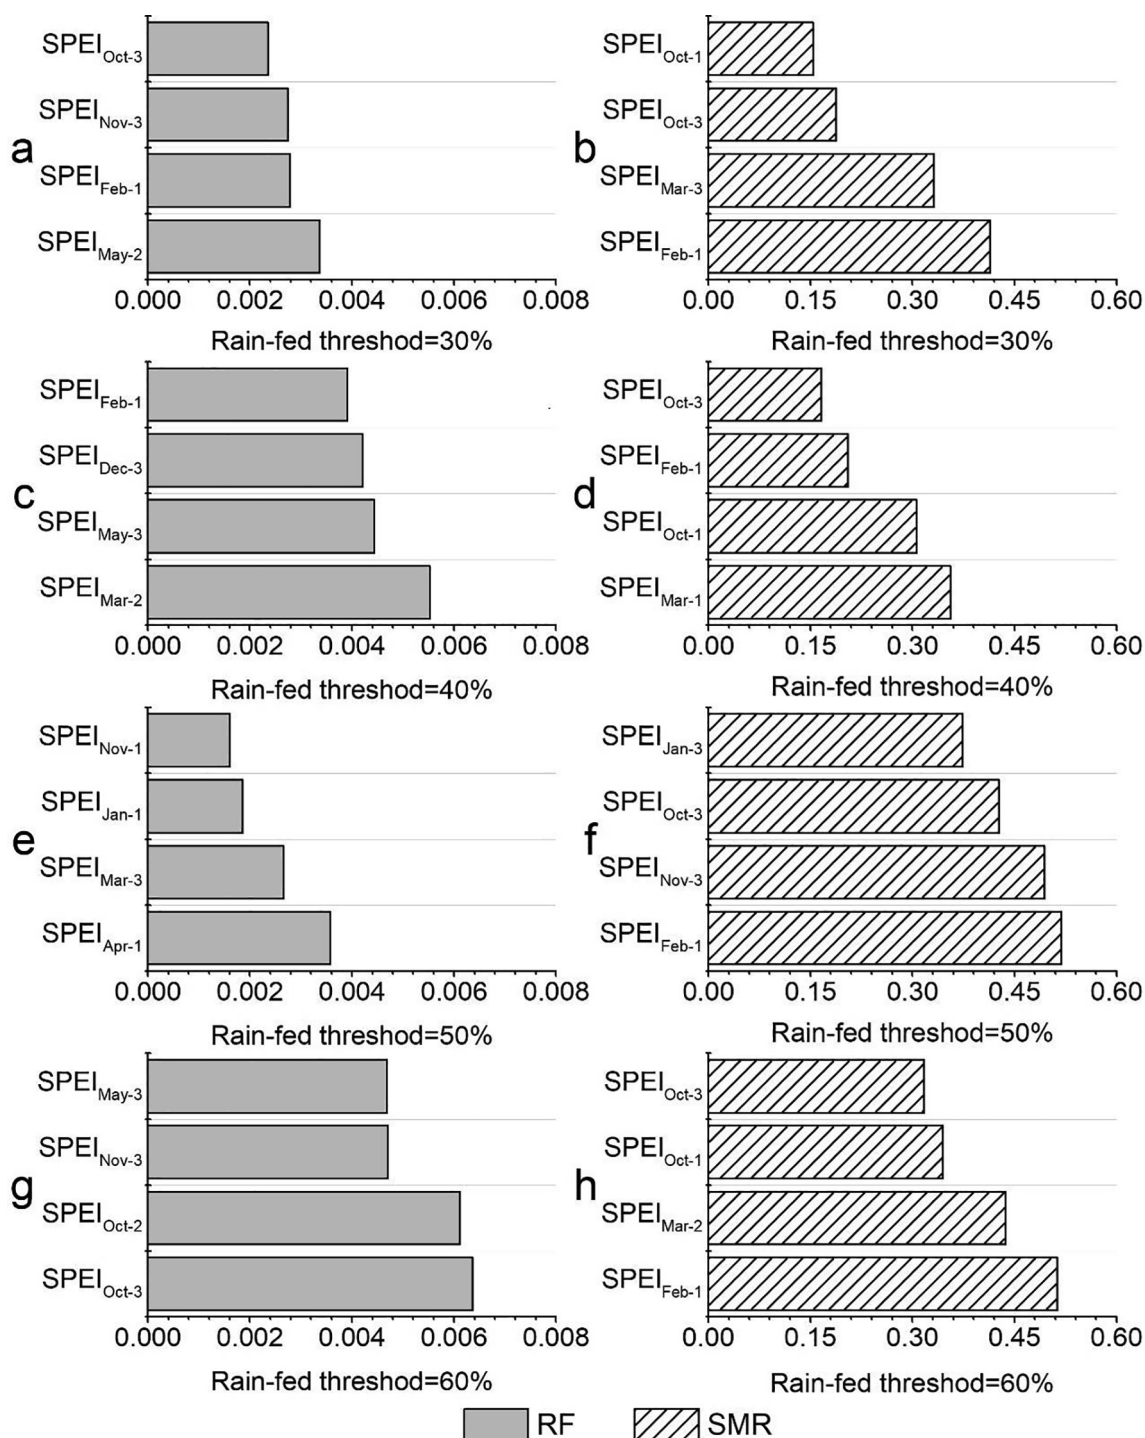 a
SPEIOct-3
SPEINov-3
SPEIFeb-1
SPEIMay-2
0.000 0.002 0.004 0.006 0.008
Rain-fed threshod=30%
b
SPEIOct-1
SPEIOct-3
SPEIMar-3
SPEIFeb-1
0.00 0.15 0.30 0.45 0.60
Rain-fed threshod=30%
c
SPEIFeb-1
SPEIDec-3
SPEIMay-3
SPEIMar-2
0.000 0.002 0.004 0.006 0.008
Rain-fed threshod=40%
d
SPEIOct-3
SPEIFeb-1
SPEIOct-1
SPEIMar-1
0.00 0.15 0.30 0.45 0.60
Rain-fed threshod=40%
e
SPEINov-1
SPEIJan-1
SPEIMar-3
SPEIApr-1
0.000 0.002 0.004 0.006 0.008
Rain-fed threshod=50%
f
SPEIJan-3
SPEIOct-3
SPEINov-3
SPEIFeb-1
0.00 0.15 0.30 0.45 0.60
Rain-fed threshod=50%
g
SPEIMay-3
SPEINov-3
SPEIOct-2
SPEIOct-3
0.000 0.002 0.004 0.006 0.008
Rain-fed threshod=60%
h
SPEIOct-3
SPEIOct-1
SPEIMar-2
SPEIFeb-1
0.00 0.15 0.30 0.45 0.60
Rain-fed threshod=60%
RF SMR